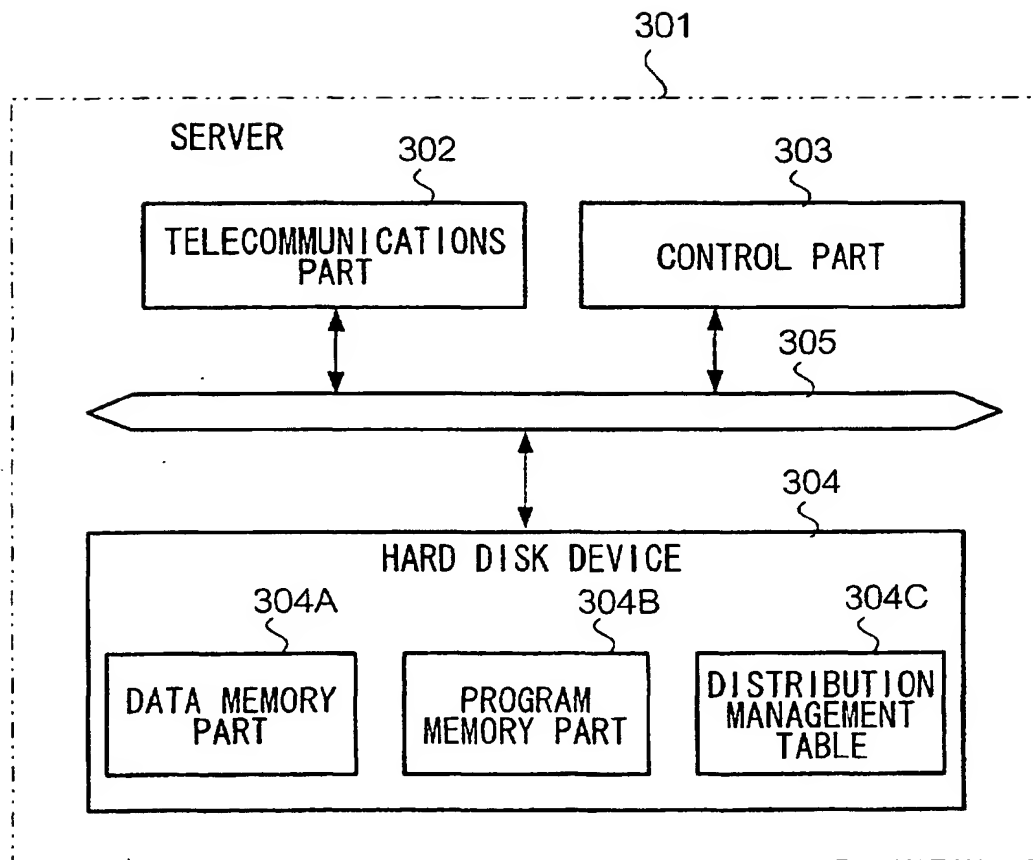 301
SERVER
302
303
TELECOMMUNICATIONS
PART
CONTROL PART
305
304
HARD DISK DEVICE
304A
304B
304C
DATA MEMORY
PART
PROGRAM
MEMORY PART
DISTRIBUTION
MANAGEMENT
TABLE